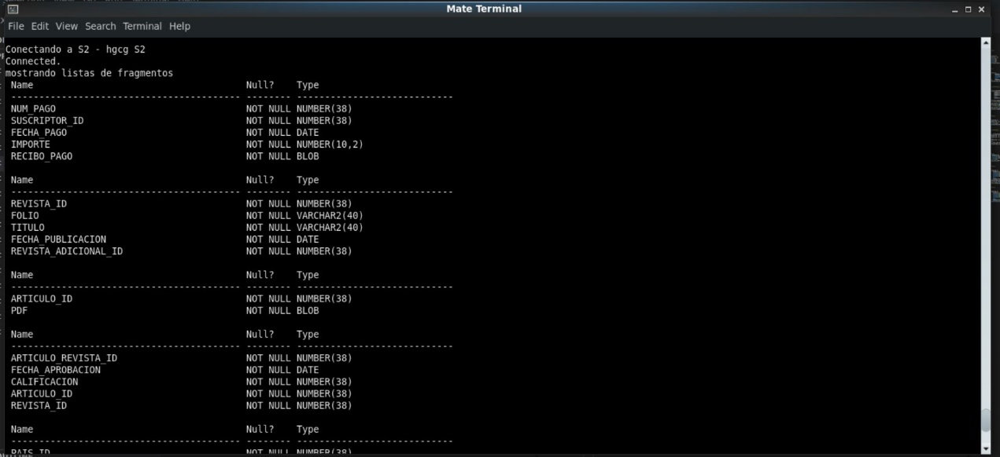 Mate Terminal
File Edit View Search Terminal Help
Conectando a S2 - hgcg S2
Connected.
mostrando listas de fragmentos
Name Null? Type
----------------------------------------- -------- ----------------------------
NUM_PAGO NOT NULL NUMBER(38)
SUSCRIPTOR_ID NOT NULL NUMBER(38)
FECHA_PAGO NOT NULL DATE
IMPORTE NOT NULL NUMBER(10,2)
RECIBO_PAGO NOT NULL BLOB
Name Null? Type
----------------------------------------- -------- ----------------------------
REVISTA_ID NOT NULL NUMBER(38)
FOLIO NOT NULL VARCHAR2(40)
TITULO NOT NULL VARCHAR2(40)
FECHA_PUBLICACION NOT NULL DATE
REVISTA_ADICIONAL_ID NOT NULL NUMBER(38)
Name Null? Type
----------------------------------------- -------- ----------------------------
ARTICULO_ID NOT NULL NUMBER(38)
PDF NOT NULL BLOB
Name Null? Type
----------------------------------------- -------- ----------------------------
ARTICULO_REVISTA_ID NOT NULL NUMBER(38)
FECHA_APROBACION NOT NULL DATE
CALIFICACION NOT NULL NUMBER(38)
ARTICULO_ID NOT NULL NUMBER(38)
REVISTA_ID NOT NULL NUMBER(38)
Name Null? Type
----------------------------------------- -------- ----------------------------
PAIS_ID NOT NULL NUMBER(38)